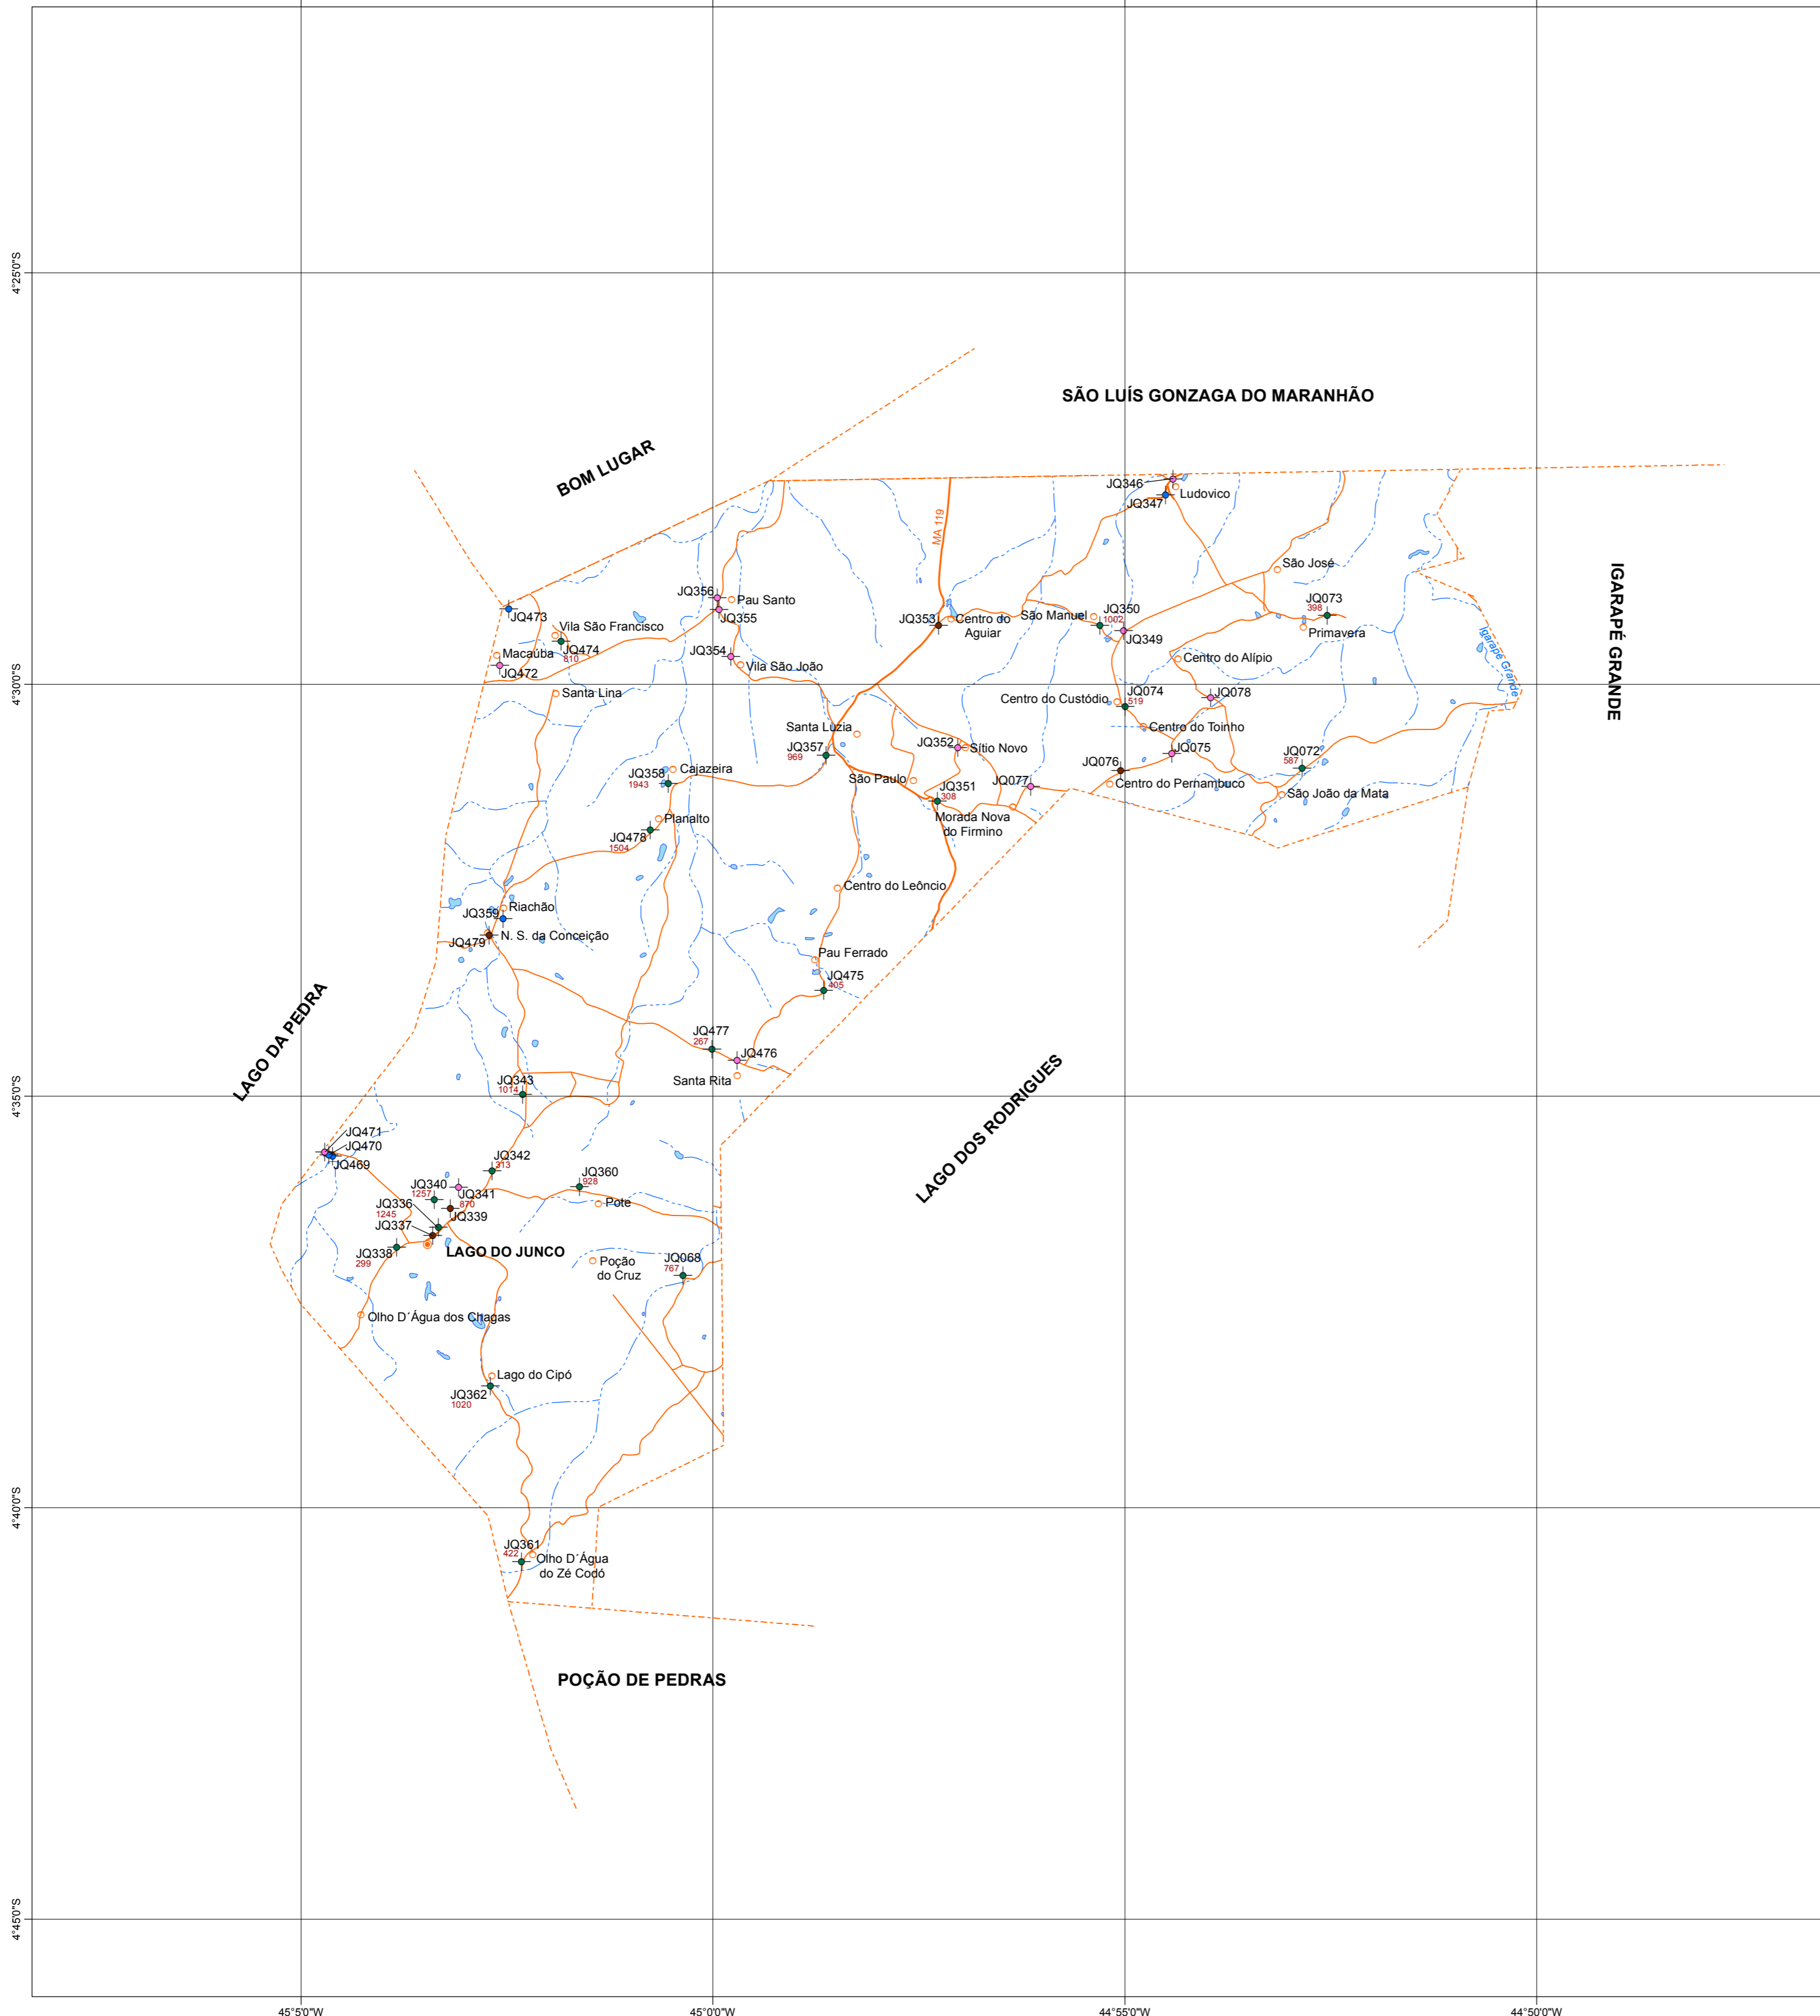 SÃO LUÍS GONZAGA DO MARANHÃO
BOM LUGAR
IGARAPÉ GRANDE
LAGO DA PEDRA
LAGO DOS RODRIGUES
POÇÃO DE PEDRAS
4°25'0"S
4°30'0"S
4°35'0"S
4°40'0"S
4°45'0"S
JQ346
JQ347
Ludovico
MA 119
São José
JQ356
Pau Santo
JQ355
JQ473
Vila São Francisco
JQ474
810
Macaúba
JQ472
JQ354
Vila São João
JQ353
Centro do
Aguiar
São Manuel
JQ350
1002
JQ349
JQ073
398
Primavera
Igarapé Grande
Centro do Alípio
Santa Lina
Centro do Custódio
JQ074
519
JQ078
Centro do Toinho
Santa Luzia
JQ357
969
JQ352
Sítio Novo
JQ075
JQ076
JQ072
587
JQ358
1943
Cajazeira
São Paulo
JQ077
Centro do Pernambuco
JQ351
308
São João da Mata
Morada Nova
do Firmino
Planalto
JQ478
1504
Centro do Leôncio
Riachão
JQ359
N. S. da Conceição
JQ479
Pau Ferrado
JQ475
405
JQ477
267
JQ476
Santa Rita
JQ343
1014
JQ471
JQ470
JQ469
JQ342
313
JQ340
1257
JQ341
870
JQ360
928
JQ336
1245
Pote
JQ339
JQ337
JQ338
299
LAGO DO JUNCO
Poção
do Cruz
JQ068
767
Olho D´Água dos Chagas
Lago do Cipó
JQ362
1020
JQ361
422
Olho D´Água
do Zé Codó
45°5'0"W
45°0'0"W
44°55'0"W
44°50'0"W